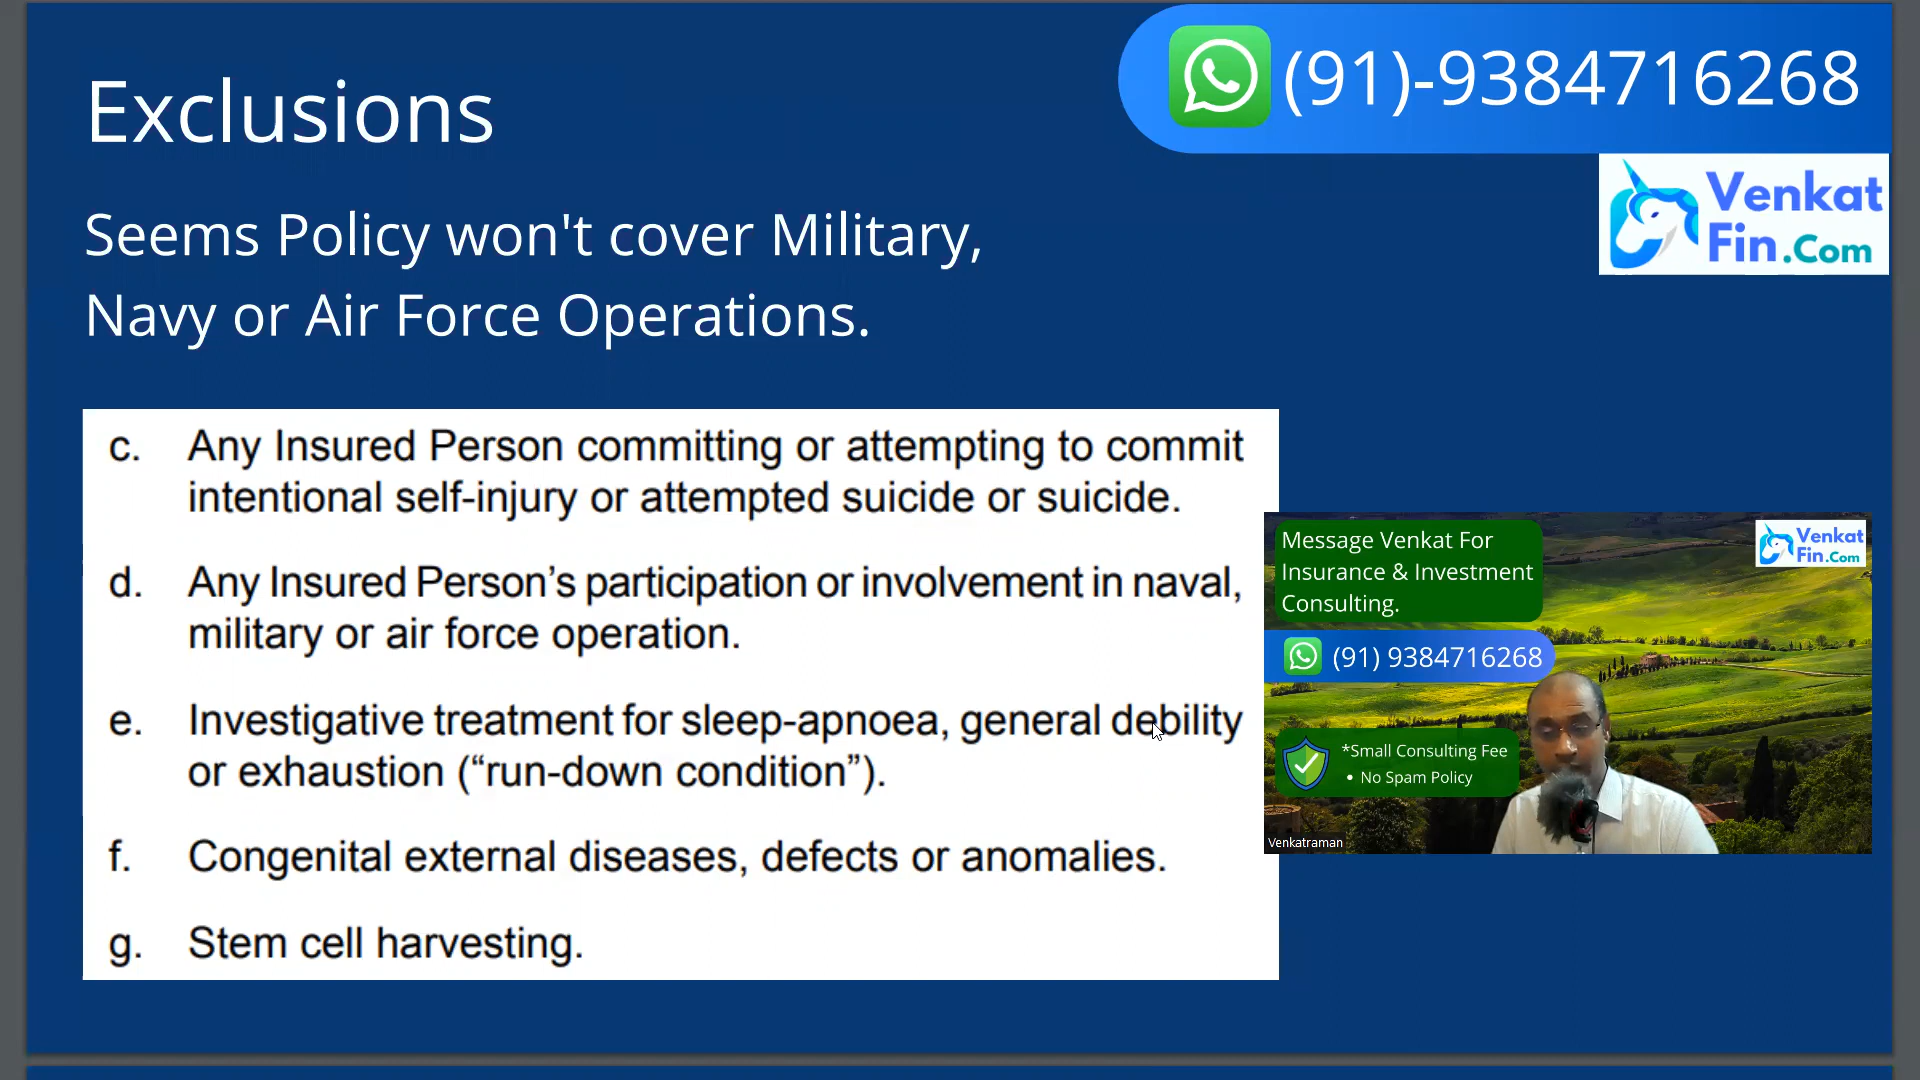 Exclusions
(91)-9384716268
Venkat
Fin.Com
Seems Policy won't cover Military,
Navy or Air Force Operations.
c. Any Insured Person committing or attempting to commit
intentional self-injury or attempted suicide or suicide.
d. Any Insured Person’s participation or involvement in naval,
military or air force operation.
e. Investigative treatment for sleep-apnoea, general debility
or exhaustion (“run-down condition”).
f. Congenital external diseases, defects or anomalies.
g. Stem cell harvesting.
Message Venkat For
Insurance & Investment
Consulting.
Venkat
Fin.Com
(91) 9384716268
*Small Consulting Fee
• No Spam Policy
Venkatraman